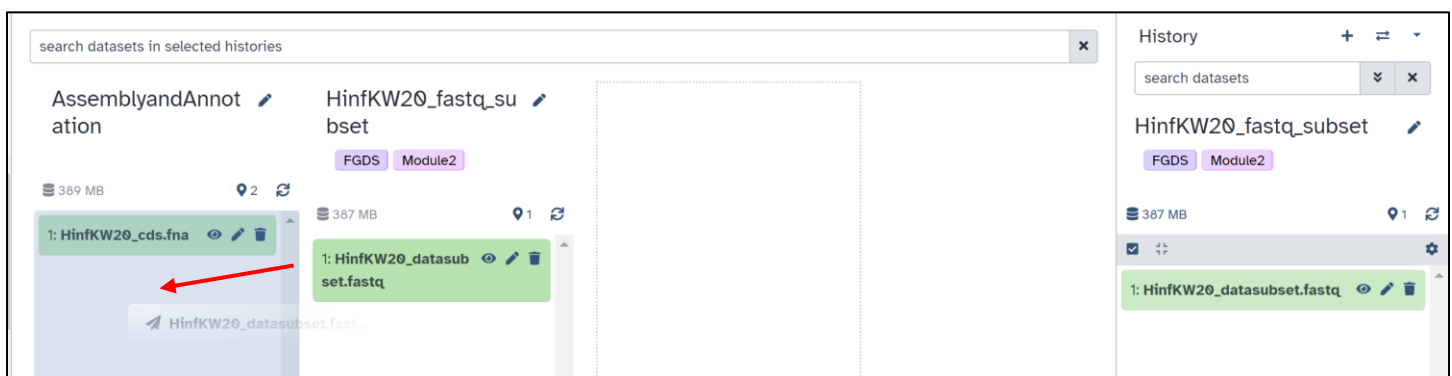 search datasets in selected histories
AssemblyandAnnot
ation
389 MB
2
1: HinfKW20_cds.fna
HinfKW20_datasubset.fast...
HinfKW20_fastq_su
bset
FGDS Module2
387 MB
1
1: HinfKW20_datasub
set.fastq
History
search datasets
HinfKW20_fastq_subset
FGDS Module2
387 MB
1
1: HinfKW20_datasubset.fastq